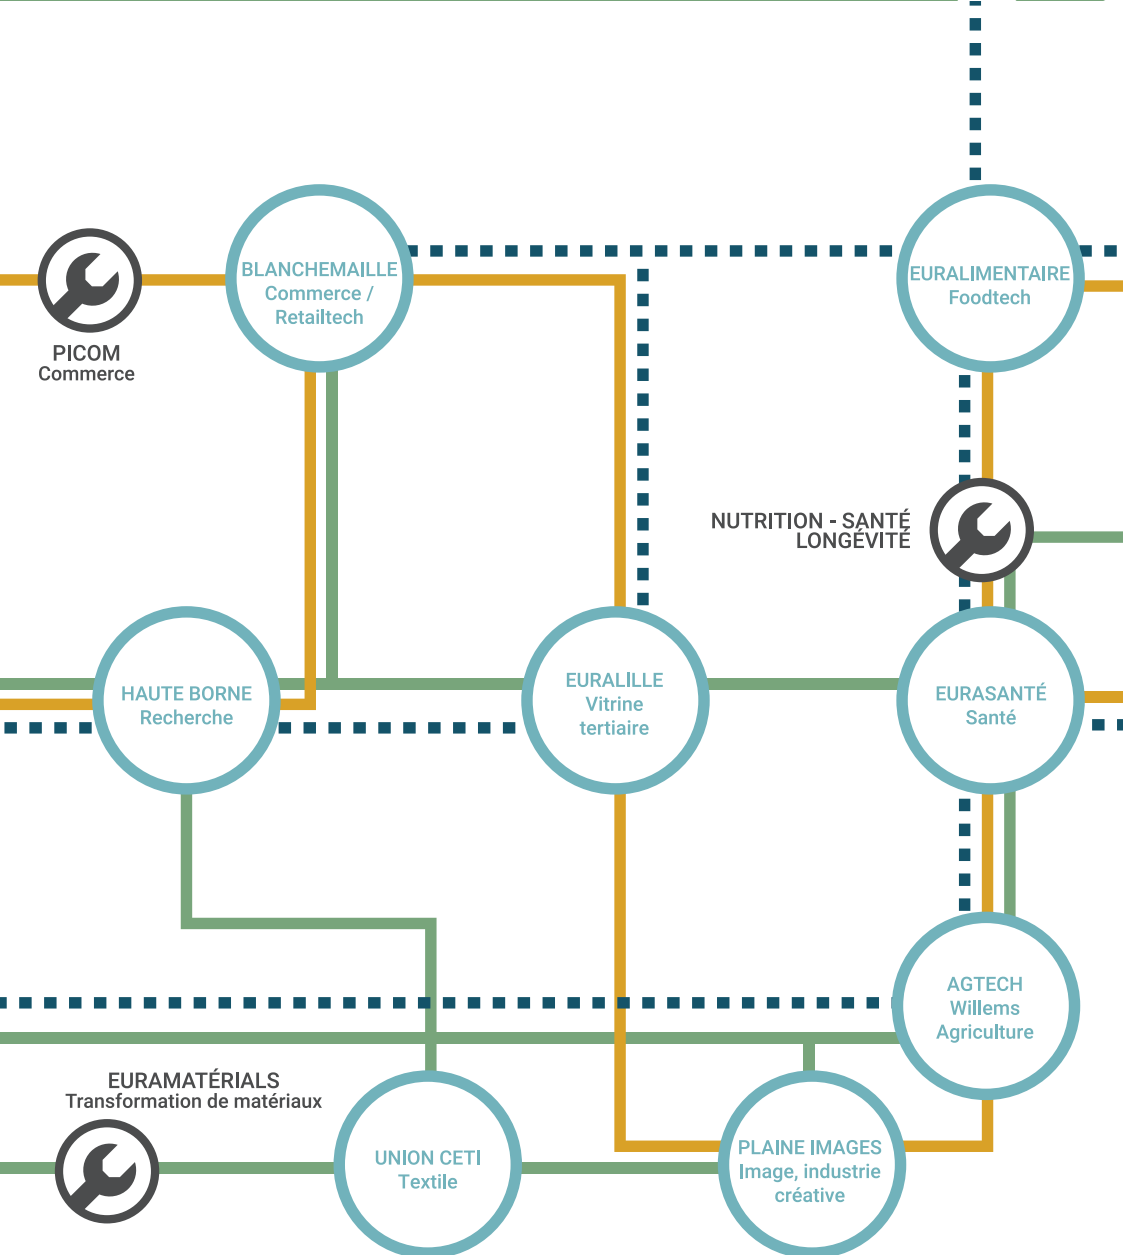 BLANCHEMAILLE
Commerce /
Retailtech
EURALIMENTAIRE
Foodtech
PICOM
Commerce
NUTRITION - SANTÉ
LONGÉVITÉ
HAUTE BORNE
Recherche
EURALILLE
Vitrine
tertiaire
EURASANTÉ
Santé
AGTECH
Willems
Agriculture
EURAMATÉRIALS
Transformation de matériaux
UNION CETI
Textile
PLAINE IMAGES
Image, industrie
créative